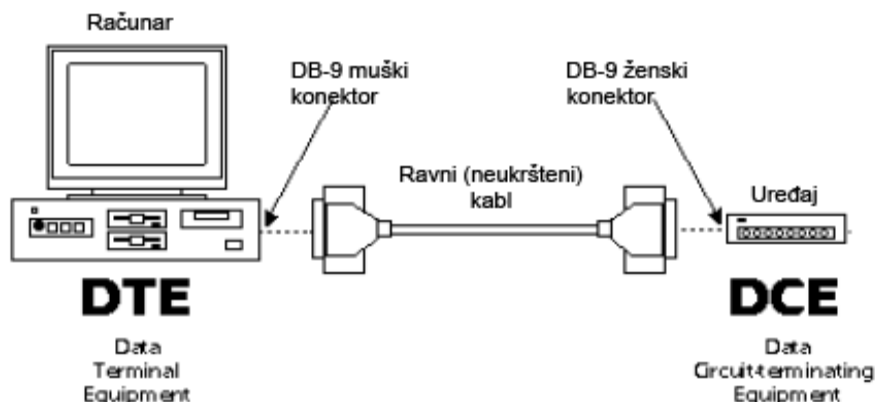 Računar
DB-9 muški
konektor
DB-9 ženski
konektor
Ravni (neukršteni)
kabl
Uređaj
DTE
Data
Terminal
Equipment
DCE
Data
Circuit-terminating
Equipment